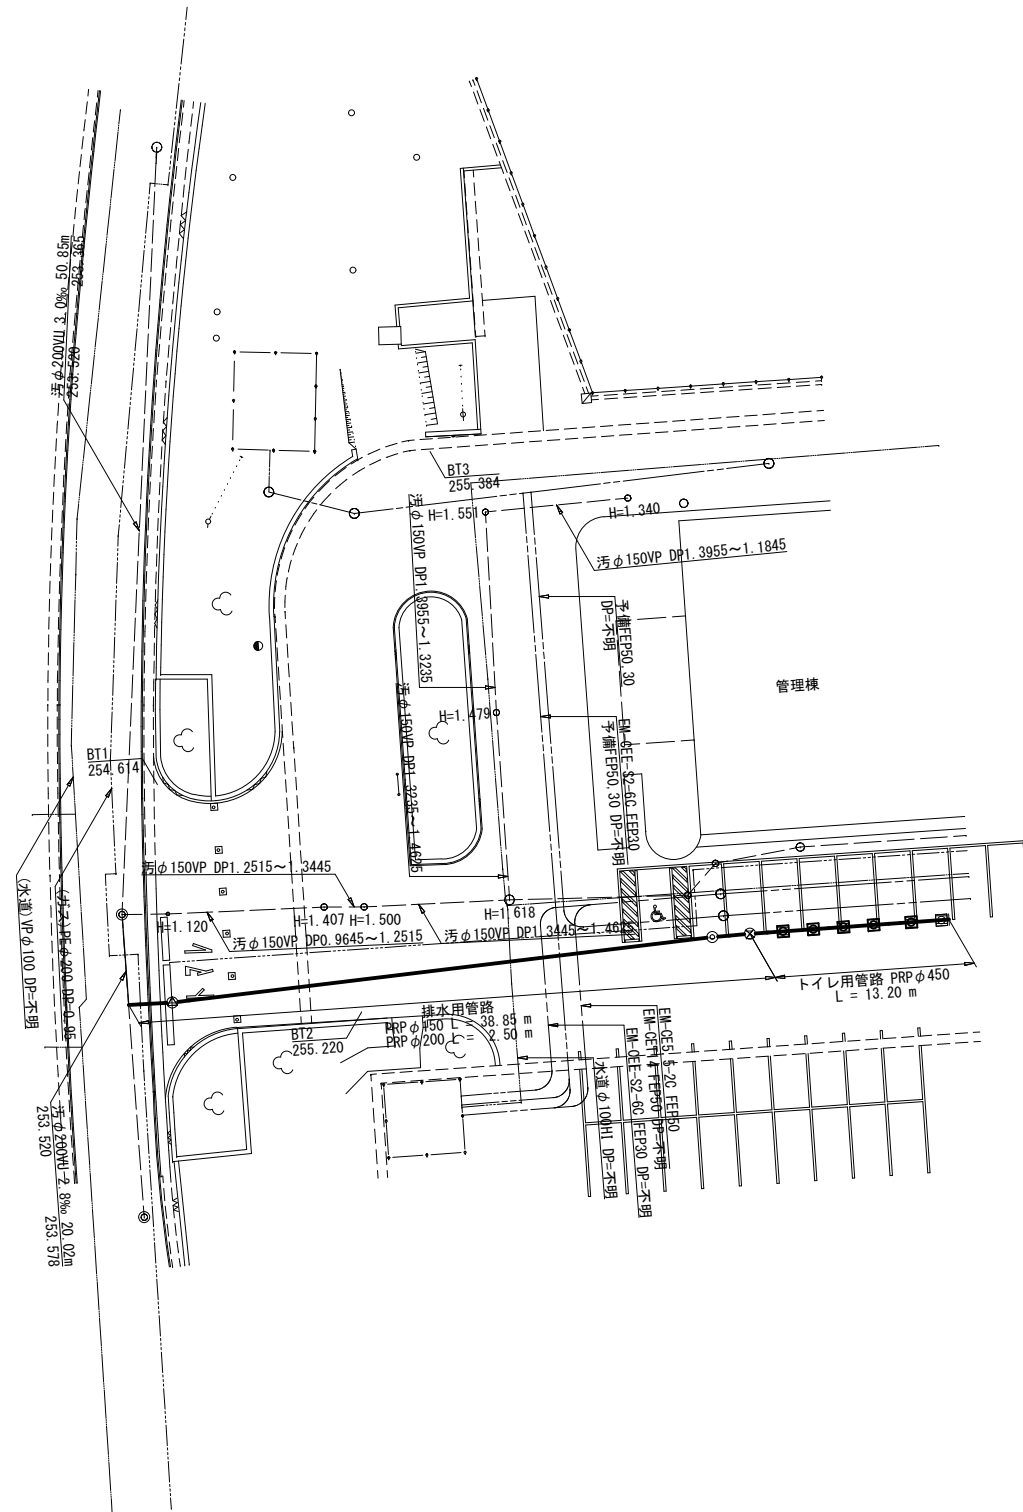 汚φ200VU 3.0‰ 50.85m
253.520 253.365
BT3
255.384
H=1.551
H=1.340
汚φ150VP DP1.3955～1.1845
汚φ150VP DP1.3955～1.3235
予備FEP50,30
DP=不明
管理棟
H=1.479
汚φ150VP DP1.3235～1.4625
EM-CEE-S2-6C FEP30
予備FEP50,30 DP=不明
BT1
254.614
汚φ150VP DP1.2515～1.3445
H=1.120
H=1.407
H=1.500
H=1.618
汚φ150VP DP0.9645～1.2515
汚φ150VP DP1.3445～1.4625
(水道)VPφ100 DP=不明
(ガス)PEφ200 DP=0.95
トイレ用管路 PRPφ450
L = 13.20 m
排水用管路
PRPφ450 L = 38.85 m
PRPφ200 L = 2.50 m
BT2
255.220
EM-CE5.5-2C FEP50
EM-CEE-S2-6C FEP30 DP=不明
水道φ100HI DP=不明
汚φ200VU 2.8‰ 20.02m
253.520 253.578